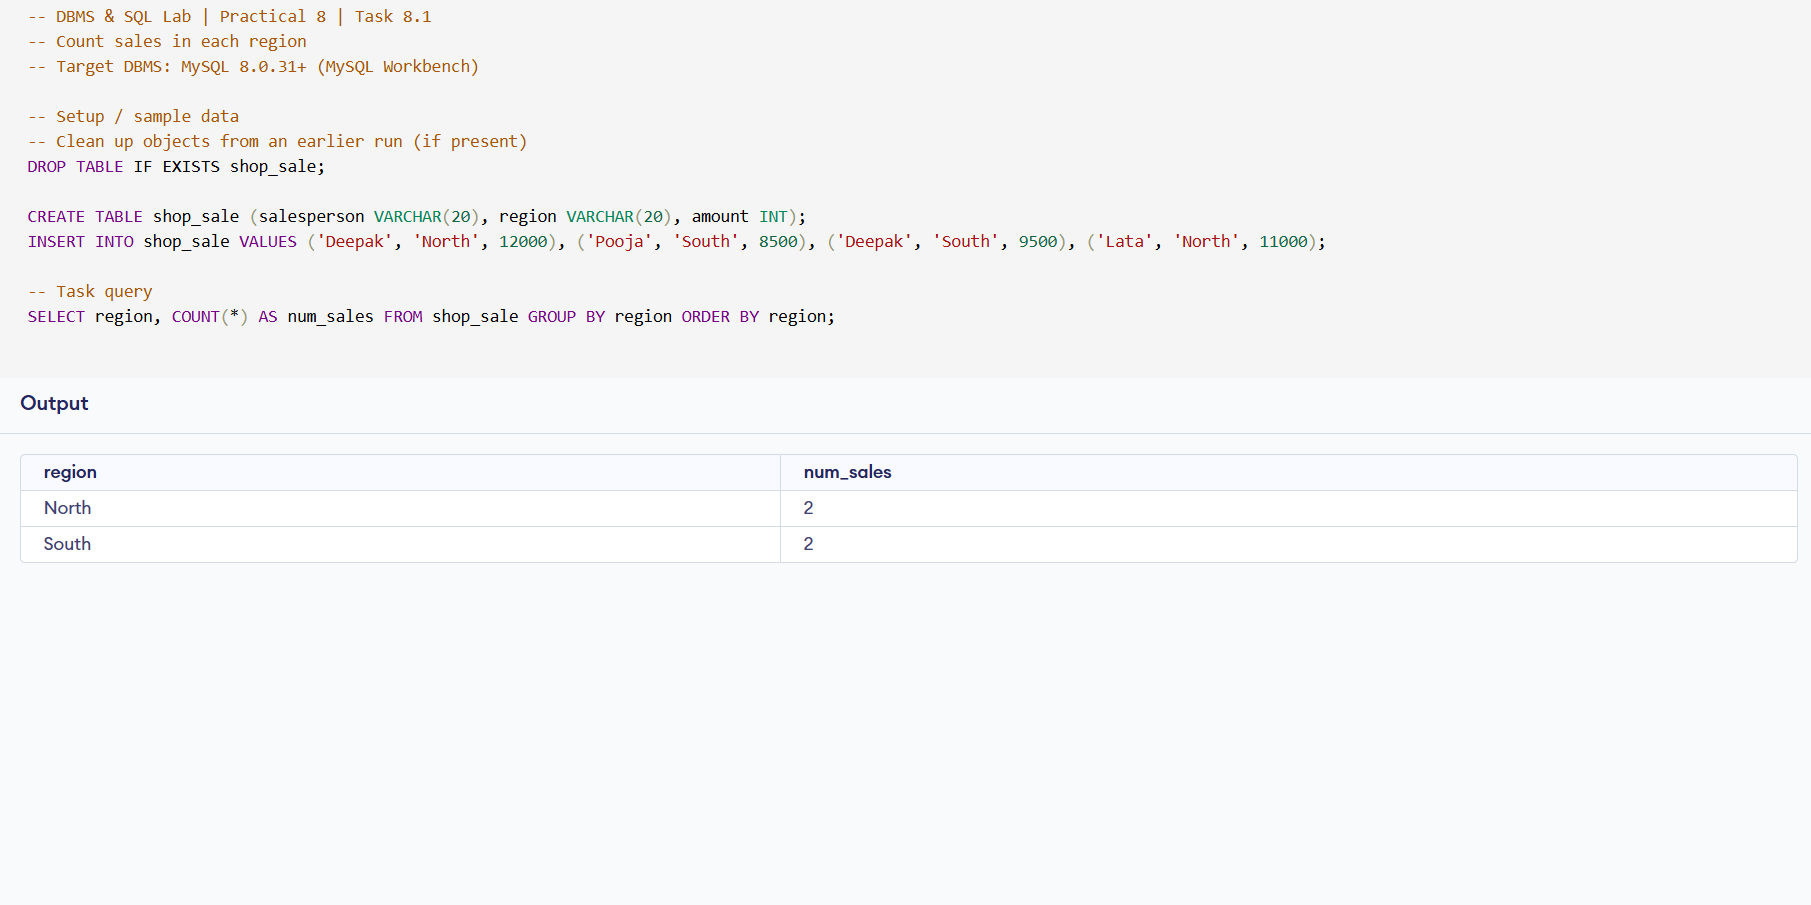 -- DBMS & SQL Lab | Practical 8 | Task 8.1
-- Count sales in each region
-- Target DBMS: MySQL 8.0.31+ (MySQL Workbench)
-- Setup / sample data
-- Clean up objects from an earlier run (if present)
DROP TABLE IF EXISTS shop_sale;
CREATE TABLE shop_sale (salesperson VARCHAR(20), region VARCHAR(20), amount INT);
INSERT INTO shop_sale VALUES ('Deepak', 'North', 12000), ('Pooja', 'South', 8500), ('Deepak', 'South', 9500), ('Lata', 'North', 11000);
-- Task query
SELECT region, COUNT(*) AS num_sales FROM shop_sale GROUP BY region ORDER BY region;
Output
region num_sales
North 2
South 2